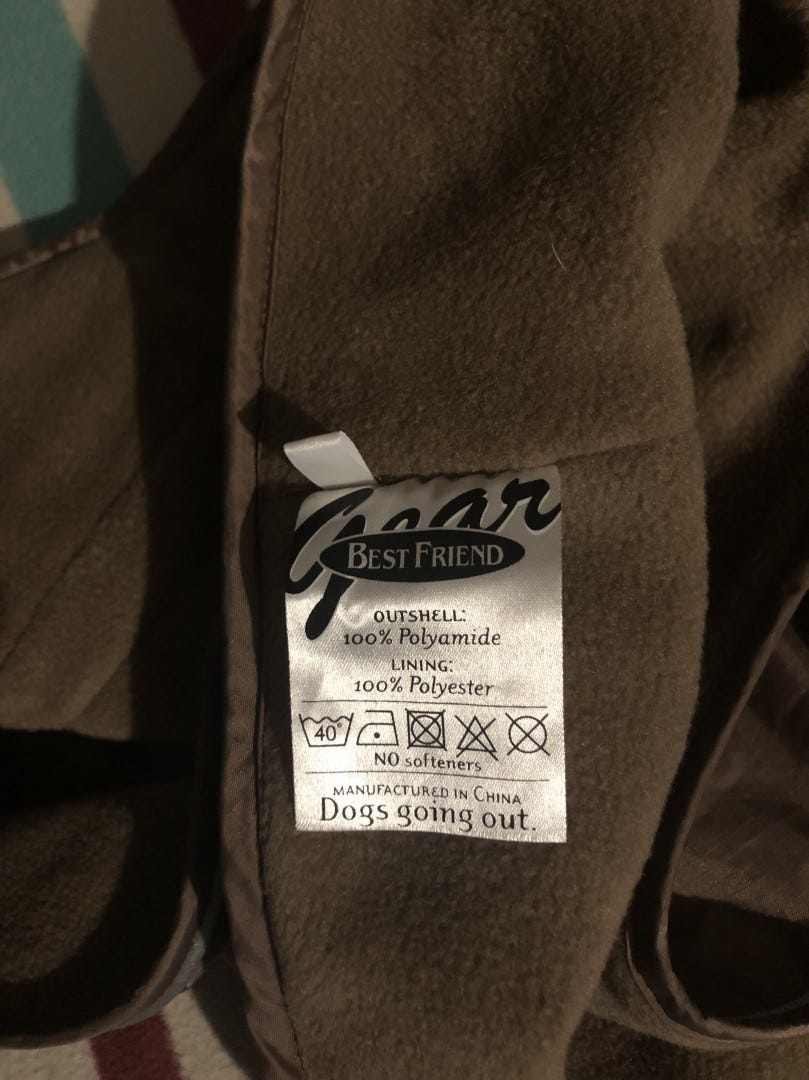 Gear
BEST FRIEND
OUTSHELL:
100% Polyamide
LINING:
100% Polyester
40°
NO softeners
MANUFACTURED IN CHINA
Dogs going out.